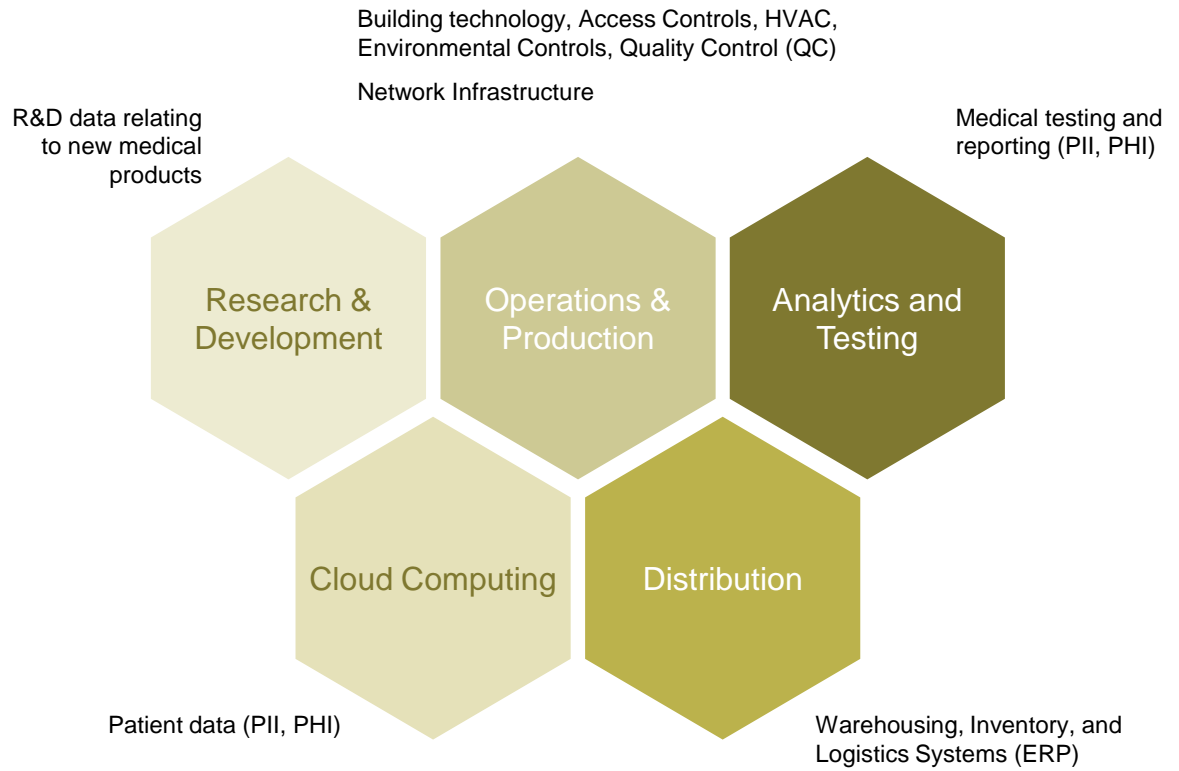 Building technology, Access Controls, HVAC,
Environmental Controls, Quality Control (QC)
Network Infrastructure
R&D data relating
to new medical
products
Medical testing and
reporting (PII, PHI)
Research &
Development
Operations &
Production
Analytics and
Testing
Cloud Computing
Distribution
Patient data (PII, PHI)
Warehousing, Inventory, and
Logistics Systems (ERP)